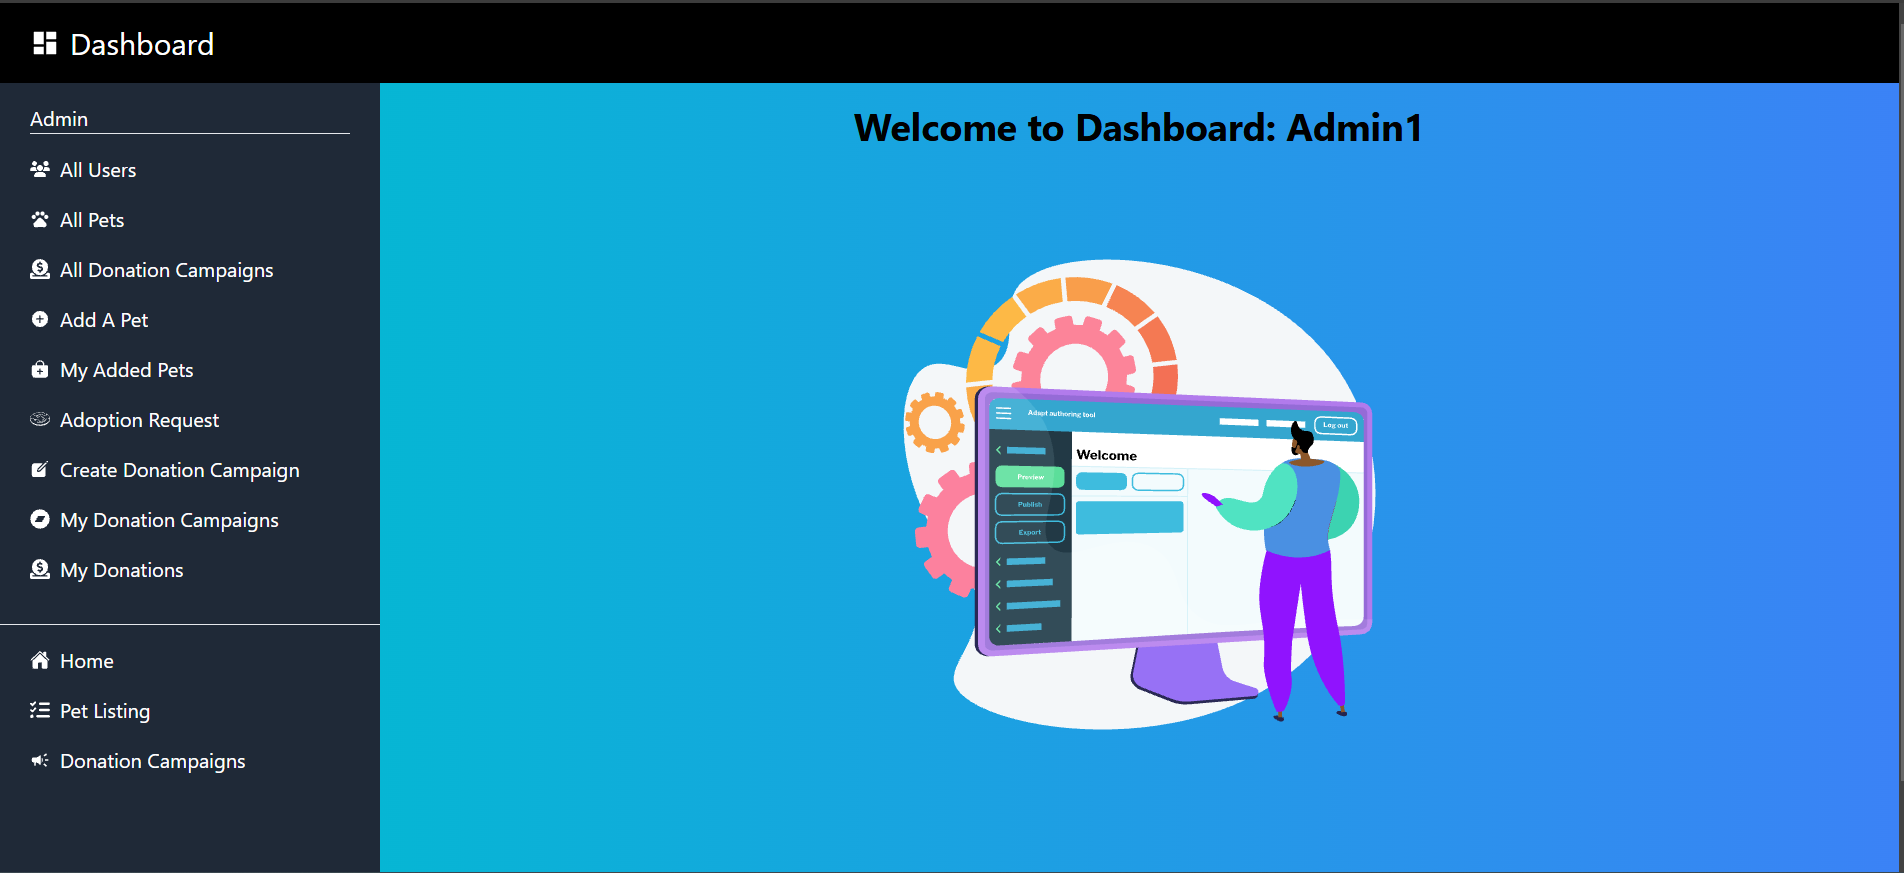 Dashboard
Admin
All Users
All Pets
All Donation Campaigns
Add A Pet
My Added Pets
Adoption Request
Create Donation Campaign
My Donation Campaigns
My Donations
Home
Pet Listing
Donation Campaigns
Welcome to Dashboard: Admin1
Adapt authoring tool
Log out
Welcome
Preview
Publish
Export